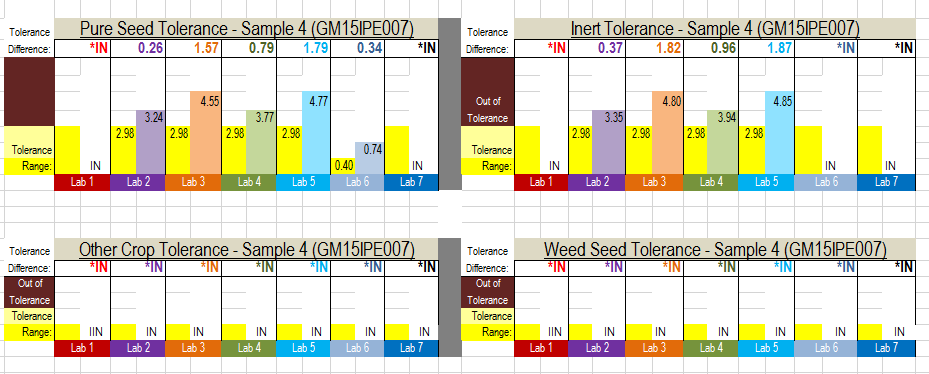 Tolerance Pure Seed Tolerance - Sample 4 (GM15IPE007)
Difference: *IN 0.26 1.57 0.79 1.79 0.34 *IN
4.55 4.77
3.24 3.77
2.98 2.98 2.98 2.98
Tolerance 0.74
Range: IN 0.40 IN
Lab 1 Lab 2 Lab 3 Lab 4 Lab 5 Lab 6 Lab 7
Tolerance Inert Tolerance - Sample 4 (GM15IPE007)
Difference: *IN 0.37 1.82 0.96 1.87 *IN *IN
Out of 4.80 4.85
Tolerance 3.35 3.94
2.98 2.98 2.98 2.98
Tolerance
Range: IN IN IN
Lab 1 Lab 2 Lab 3 Lab 4 Lab 5 Lab 6 Lab 7
Tolerance Other Crop Tolerance - Sample 4 (GM15IPE007)
Difference: *IN *IN *IN *IN *IN *IN *IN
Out of
Tolerance
Tolerance
Range: IIN IN IN IN IN IN IN
Lab 1 Lab 2 Lab 3 Lab 4 Lab 5 Lab 6 Lab 7
Tolerance Weed Seed Tolerance - Sample 4 (GM15IPE007)
Difference: *IN *IN *IN *IN *IN *IN *IN
Out of
Tolerance
Tolerance
Range: IIN IN IN IN IN IN IN
Lab 1 Lab 2 Lab 3 Lab 4 Lab 5 Lab 6 Lab 7